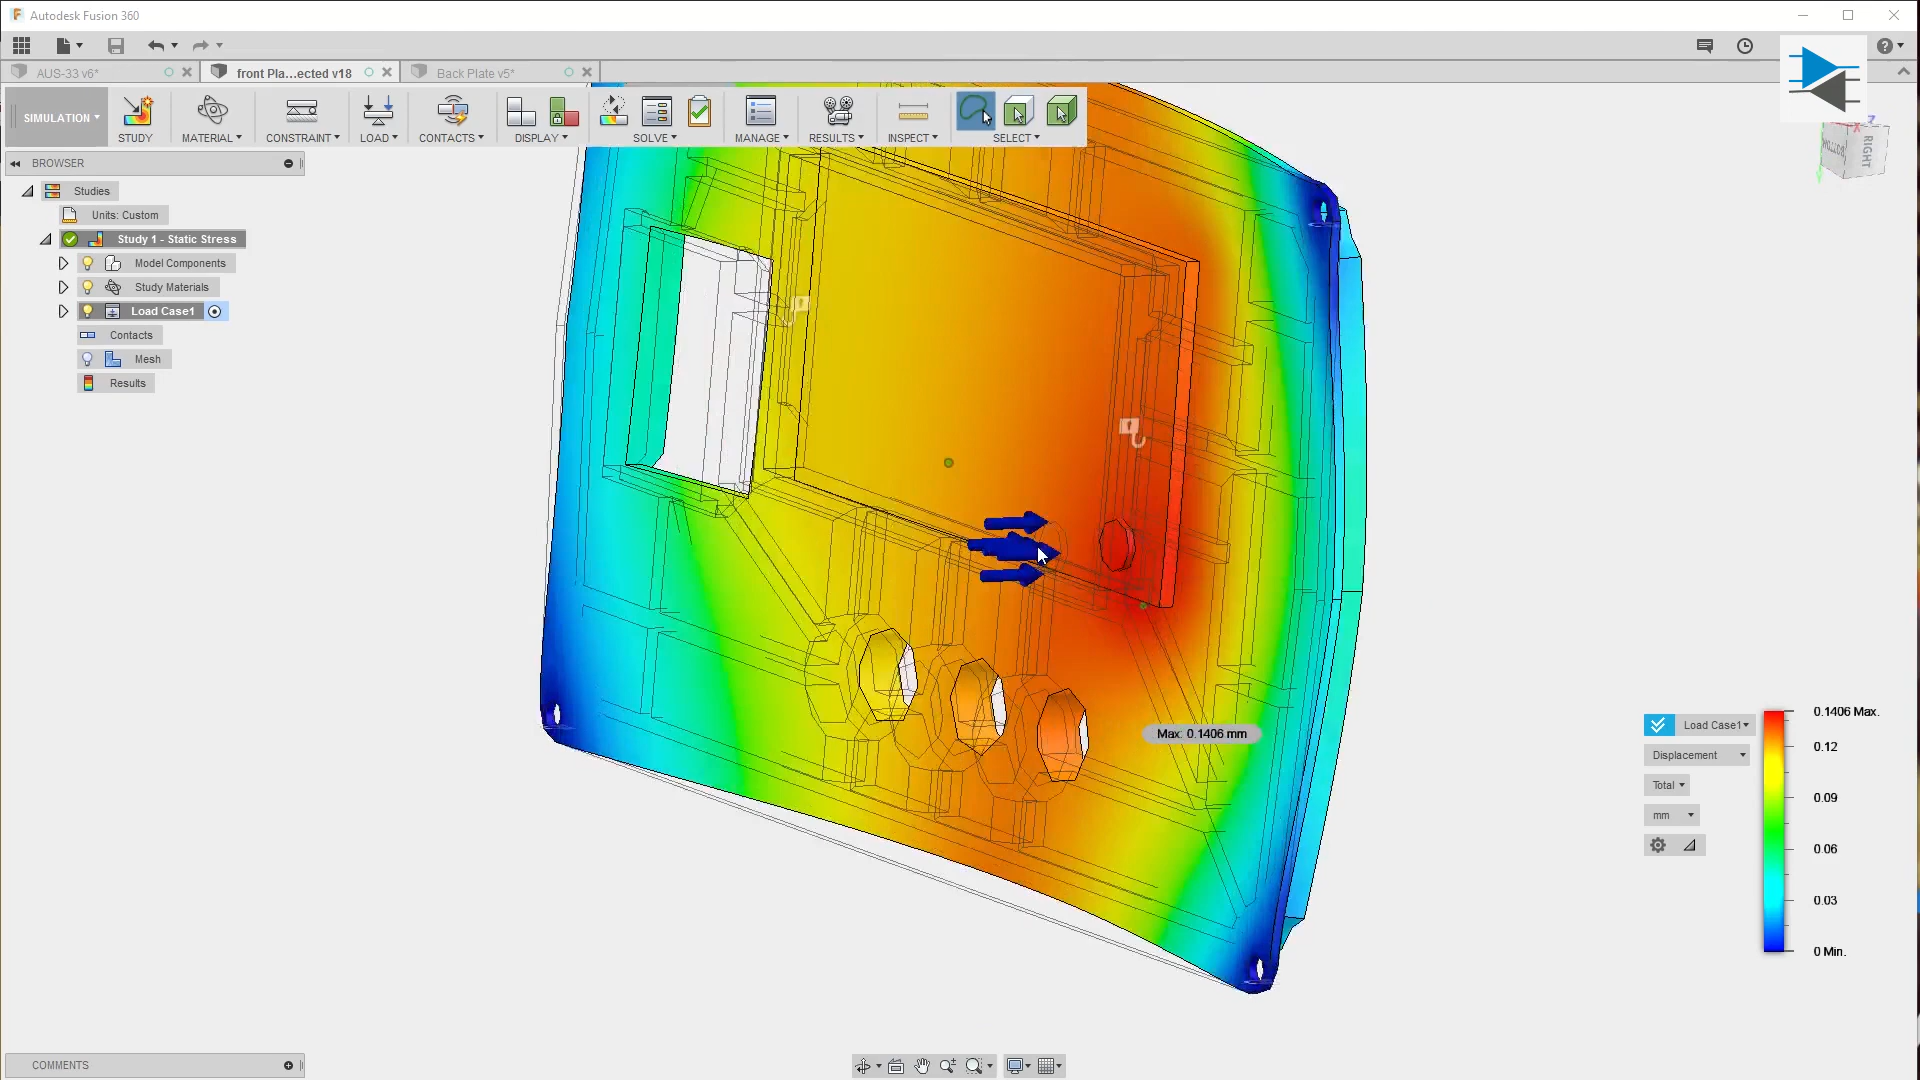 Autodesk Fusion 360
AUS-33 v6*
front Pla...ected v18
Back Plate v5*
SIMULATION
STUDY
MATERIAL
CONSTRAINT
LOAD
CONTACTS
DISPLAY
SOLVE
MANAGE
RESULTS
INSPECT
SELECT
BOTTOM
RIGHT
X
Z
BROWSER
Studies
Units: Custom
Study 1 - Static Stress
Model Components
Study Materials
Load Case1
Contacts
Mesh
Results
Max: 0.1406 mm
Load Case1
Displacement
Total
mm
0.1406 Max.
0.12
0.09
0.06
0.03
0 Min.
COMMENTS